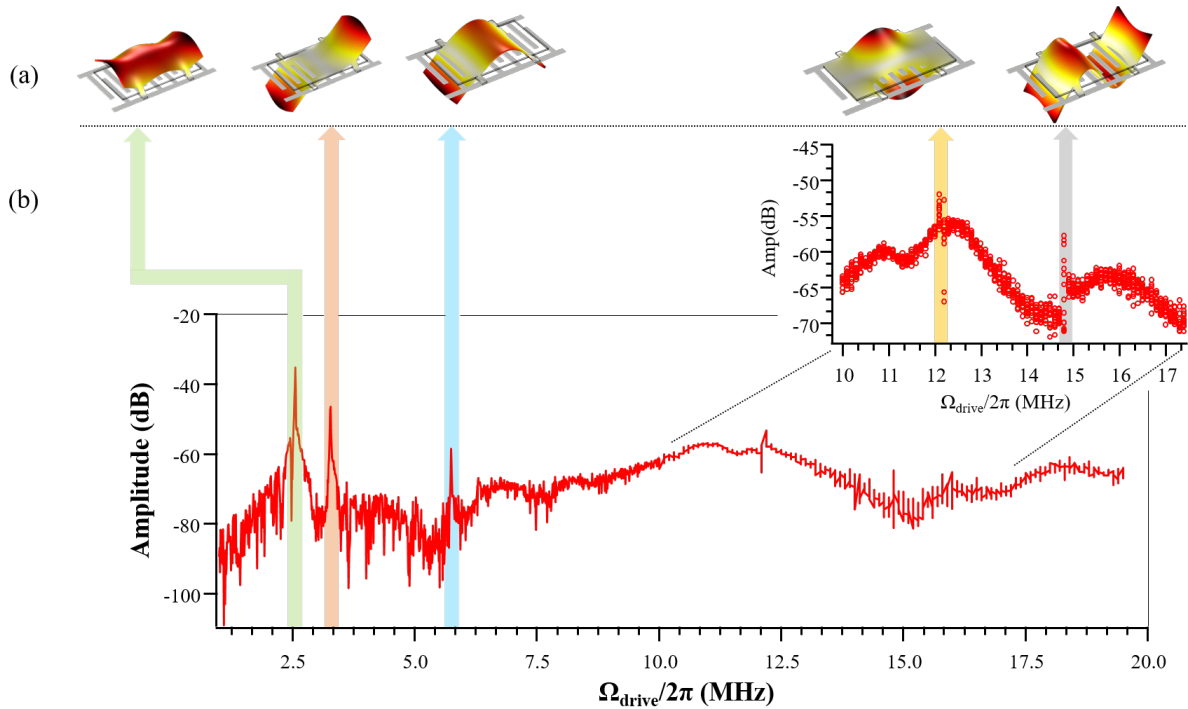 (a)
(b)
-45
-50
-55
-60
-65
-70
Amp(dB)
10 11 12 13 14 15 16 17
Ω_drive/2π (MHz)
-20
-40
-60
-80
-100
Amplitude (dB)
2.5 5.0 7.5 10.0 12.5 15.0 17.5 20.0
Ω_drive/2π (MHz)